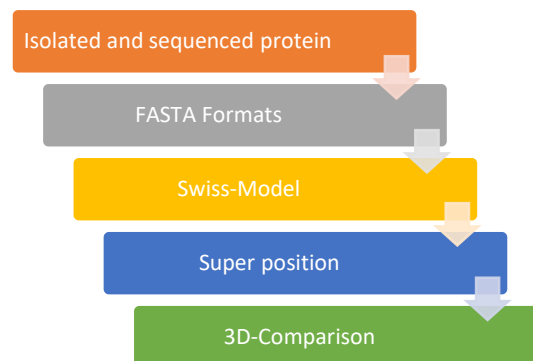 Isolated and sequenced protein
FASTA Formats
Swiss-Model
Super position
3D-Comparison